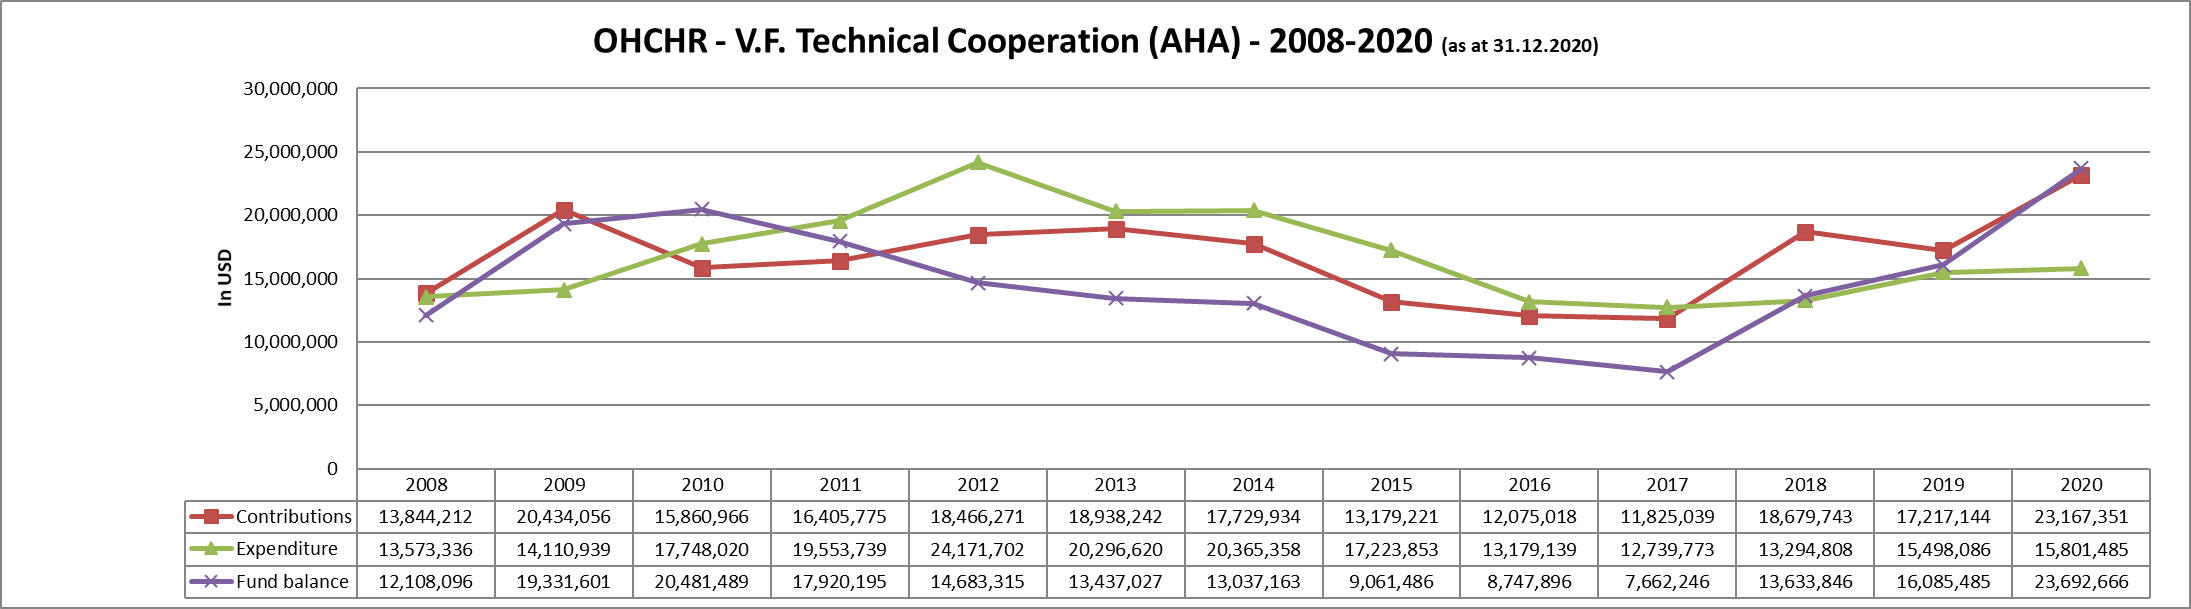 OHCHR - V.F. Technical Cooperation (AHA) - 2008-2020 (as at 31.12.2020)
30,000,000
25,000,000
20,000,000
15,000,000
10,000,000
5,000,000
0
In USD
2008 2009 2010 2011 2012 2013 2014 2015 2016 2017 2018 2019 2020
Contributions 13,844,212 20,434,056 15,860,966 16,405,775 18,466,271 18,938,242 17,729,934 13,179,221 12,075,018 11,825,039 18,679,743 17,217,144 23,167,351
Expenditure 13,573,336 14,110,939 17,748,020 19,553,739 24,171,702 20,296,620 20,365,358 17,223,853 13,179,139 12,739,773 13,294,808 15,498,086 15,801,485
Fund balance 12,108,096 19,331,601 20,481,489 17,920,195 14,683,315 13,437,027 13,037,163 9,061,486 8,747,896 7,662,246 13,633,846 16,085,485 23,692,666